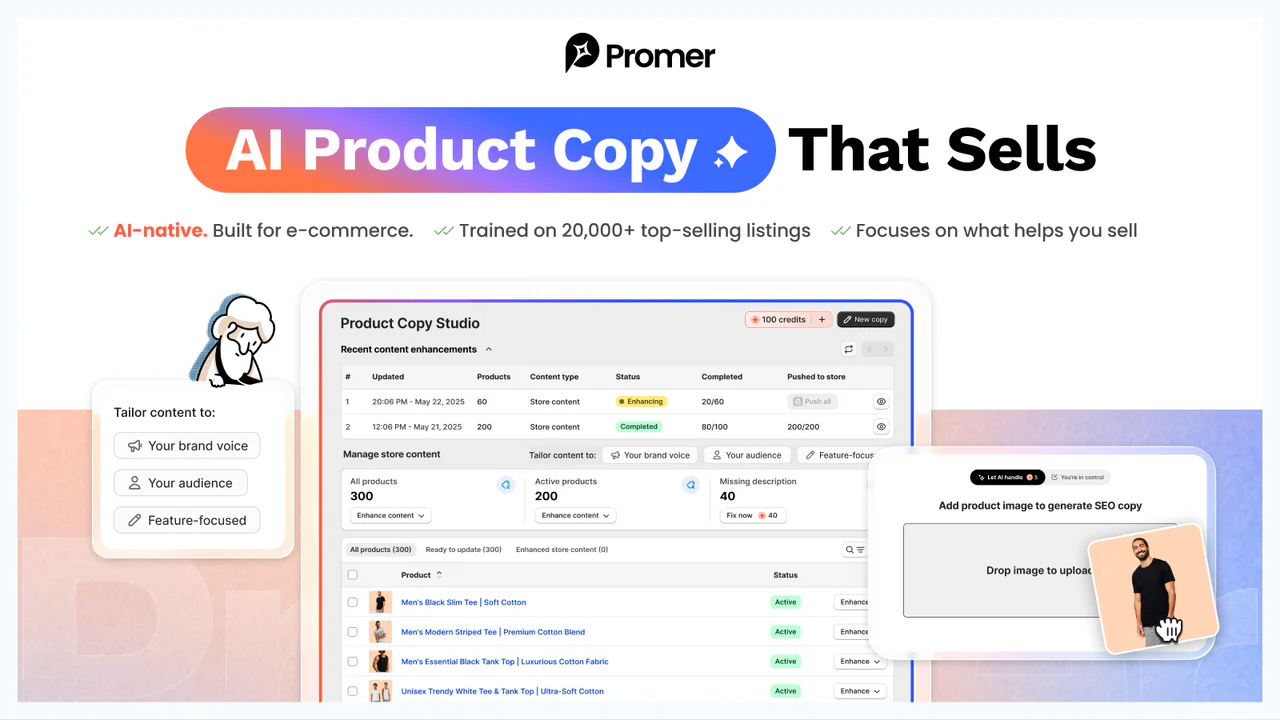 Promer
AI Product Copy That Sells
AI-native. Built for e-commerce. Trained on 20,000+ top-selling listings Focuses on what helps you sell
Tailor content to:
Your brand voice
Your audience
Feature-focused
Product Copy Studio
100 credits + New copy
Recent content enhancements
# Updated Products Content type Status Completed Pushed to store
1 20:06 PM - May 22, 2025 60 Store content Enhancing 20/60 Push all
2 12:06 PM - May 21, 2025 200 Store content Completed 80/100 200/200
Manage store content Tailor content to: Your brand voice Your audience Feature-focus
All products Active products Missing description
300 200 40
Enhance content Enhance content Fix now 40
All products (300) Ready to update (300) Enhanced store content (0)
Product Status
Men's Black Slim Tee | Soft Cotton Active Enhance
Men's Modern Striped Tee | Premium Cotton Blend Active Enhance
Men's Essential Black Tank Top | Luxurious Cotton Fabric Active Enhance
Unisex Trendy White Tee & Tank Top | Ultra-Soft Cotton Active Enhance
Let AI handle 5 You're in control
Add product image to generate SEO copy
Drop image to upload